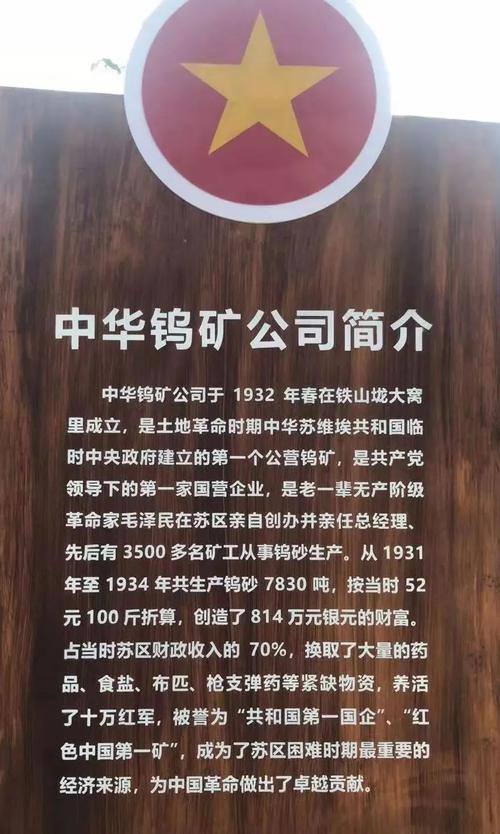 中华钨矿公司简介
中华钨矿公司于 1932 年春在铁山垅大窝
里成立，是土地革命时期中华苏维埃共和国临
时中央政府建立的第一个公营钨矿，是共产党
领导下的第一家国营企业，是老一辈无产阶级
革命家毛泽民在苏区亲自创办并亲任总经理、
先后有 3500 多名矿工从事钨砂生产。从 1931
年至 1934 年共生产钨砂 7830 吨，按当时 52
元 100 斤折算，创造了 814 万元银元的财富。
占当时苏区财政收入的 70%，换取了大量的药
品、食盐、布匹、枪支弹药等紧缺物资，养活
了十万红军，被誉为“共和国第一国企”、“红
色中国第一矿”，成为了苏区困难时期最重要的
经济来源，为中国革命做出了卓越贡献。